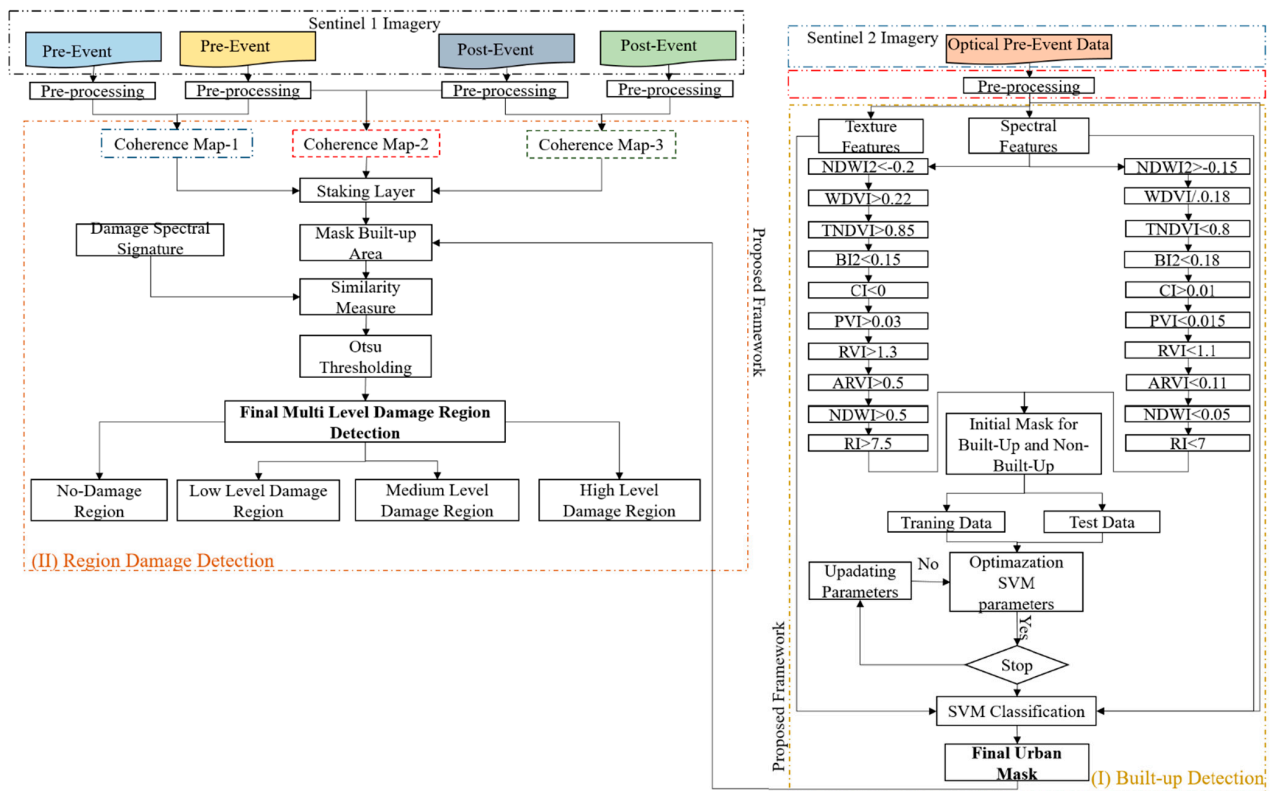 Sentinel 1 Imagery
Pre-Event
Pre-Event
Post-Event
Post-Event
Pre-processing
Pre-processing
Pre-processing
Pre-processing
Coherence Map-1
Coherence Map-2
Coherence Map-3
Staking Layer
Damage Spectral
Signature
Mask Built-up
Area
Similarity
Measure
Otsu
Thresholding
Final Multi Level Damage Region
Detection
No-Damage
Region
Low Level Damage
Region
Medium Level
Damage Region
High Level
Damage Region
(II) Region Damage Detection
Proposed Framework
Sentinel 2 Imagery
Optical Pre-Event Data
Pre-processing
Texture
Features
Spectral
Features
NDWI2<-0.2
WDVI>0.22
TNDVI>0.85
BI2<0.15
CI<0
PVI>0.03
RVI>1.3
ARVI>0.5
NDWI>0.5
RI>7.5
NDWI2>-0.15
WDVI/.0.18
TNDVI<0.8
BI2<0.18
CI>0.01
PVI<0.015
RVI<1.1
ARVI<0.11
NDWI<0.05
RI<7
Initial Mask for
Built-Up and Non-
Built-Up
Traning Data
Test Data
Upadating
Parameters
No
Optimazation
SVM
parameters
Yes
Stop
SVM Classification
Final Urban
Mask
Proposed Framework
(I) Built-up Detection